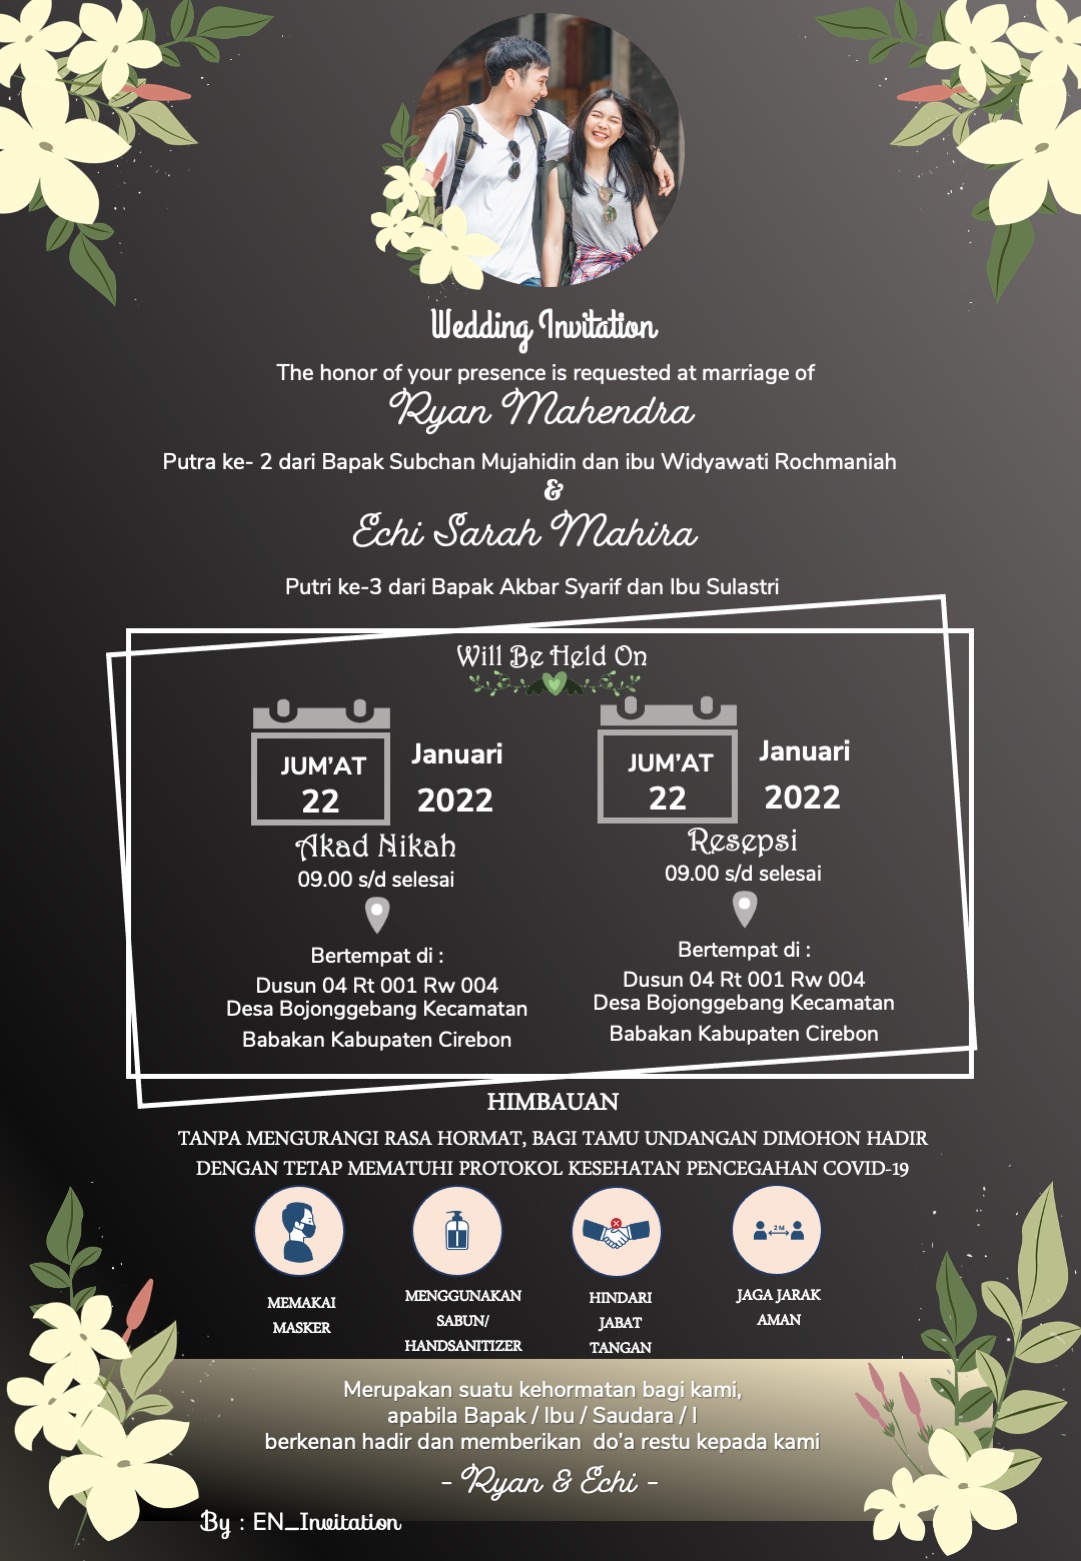 Wedding Invitation
The honor of your presence is requested at marriage of
Ryan Mahendra
Putra ke- 2 dari Bapak Subchan Mujahidin dan ibu Widyawati Rochmaniah
&
Echi Sarah Mahira
Putri ke-3 dari Bapak Akbar Syarif dan Ibu Sulastri
Will Be Held On
JUM'AT
22
Januari
2022
Akad Nikah
09.00 s/d selesai
Bertempat di :
Dusun 04 Rt 001 Rw 004
Desa Bojonggebang Kecamatan
Babakan Kabupaten Cirebon
JUM'AT
22
Januari
2022
Resepsi
09.00 s/d selesai
Bertempat di :
Dusun 04 Rt 001 Rw 004
Desa Bojonggebang Kecamatan
Babakan Kabupaten Cirebon
HIMBAUAN
TANPA MENGURANGI RASA HORMAT, BAGI TAMU UNDANGAN DIMOHON HADIR
DENGAN TETAP MEMATUHI PROTOKOL KESEHATAN PENCEGAHAN COVID-19
MEMAKAI
MASKER
MENGGUNAKAN
SABUN/
HANDSANITIZER
HINDARI
JABAT
TANGAN
2 M
JAGA JARAK
AMAN
Merupakan suatu kehormatan bagi kami,
apabila Bapak / Ibu / Saudara / I
berkenan hadir dan memberikan do'a restu kepada kami
- Ryan & Echi -
By : EN_Invitation